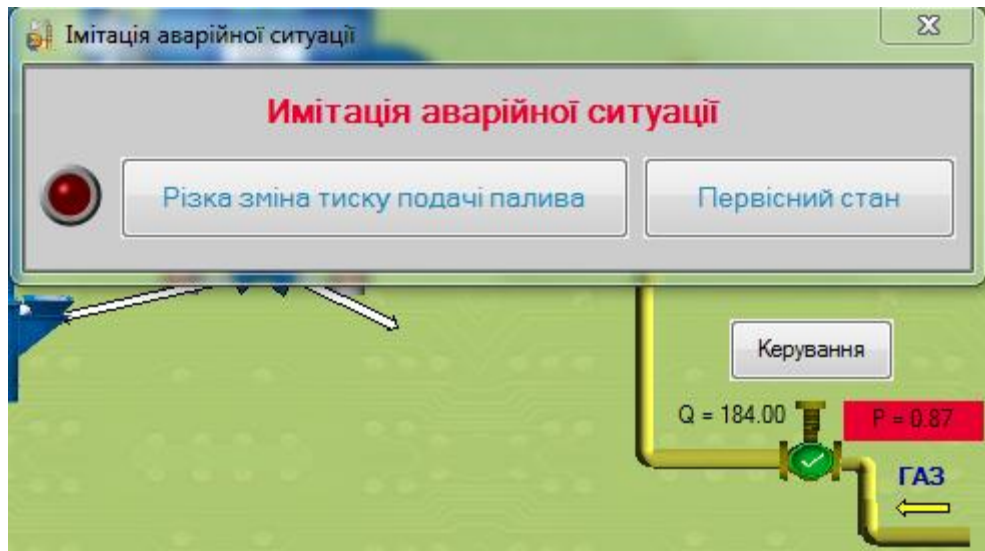 Імітація аварійної ситуації
Имітація аварійної ситуації
Різка зміна тиску подачі палива
Первісний стан
Керування
Q = 184.00
P = 0.87
ГАЗ